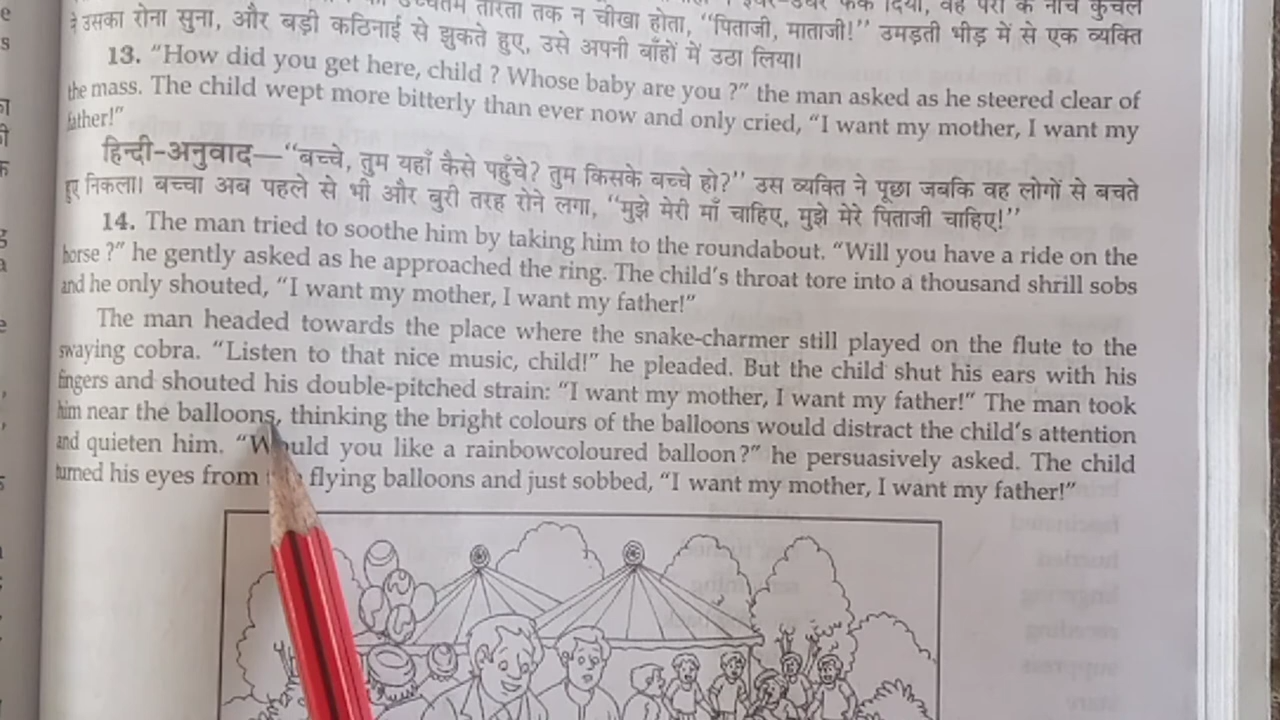 उच्चतम तारता तक न चीखा होता, "पिताजी, माताजी!" उमड़ती भीड़ में से एक व्यक्ति
ने उसका रोना सुना, और बड़ी कठिनाई से झुकते हुए, उसे अपनी बाँहों में उठा लिया।
13. "How did you get here, child ? Whose baby are you ?" the man asked as he steered clear of
the mass. The child wept more bitterly than ever now and only cried, "I want my mother, I want my
father!"
हिन्दी-अनुवाद—"बच्चे, तुम यहाँ कैसे पहुँचे? तुम किसके बच्चे हो?" उस व्यक्ति ने पूछा जबकि वह लोगों से बचते
हुए निकला। बच्चा अब पहले से भी और बुरी तरह रोने लगा, "मुझे मेरी माँ चाहिए, मुझे मेरे पिताजी चाहिए!"
14. The man tried to soothe him by taking him to the roundabout. "Will you have a ride on the
horse ?" he gently asked as he approached the ring. The child's throat tore into a thousand shrill sobs
and he only shouted, "I want my mother, I want my father!"
The man headed towards the place where the snake-charmer still played on the flute to the
swaying cobra. "Listen to that nice music, child!" he pleaded. But the child shut his ears with his
fingers and shouted his double-pitched strain: "I want my mother, I want my father!" The man took
him near the balloons, thinking the bright colours of the balloons would distract the child's attention
and quieten him. "Would you like a rainbowcoloured balloon?" he persuasively asked. The child
turned his eyes from flying balloons and just sobbed, "I want my mother, I want my father!"